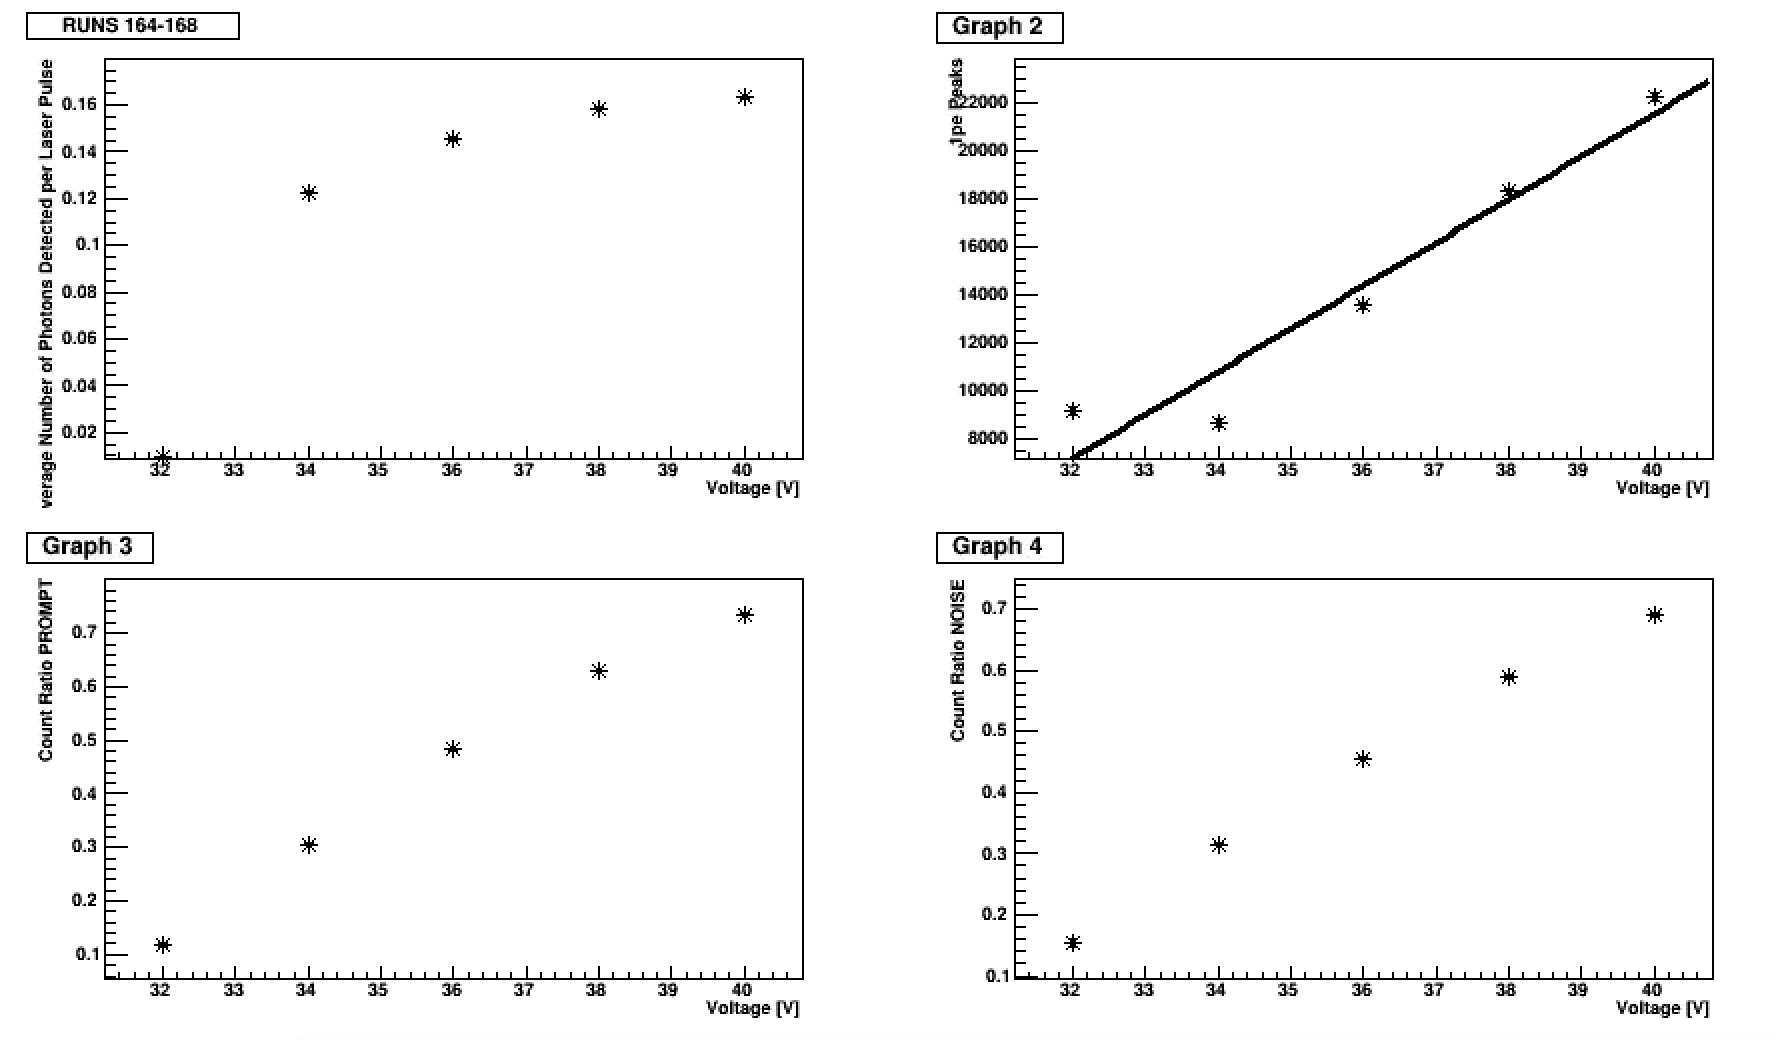 RUNS 164-168
verage Number of Photons Detected per Laser Pulse
0.16
0.14
0.12
0.1
0.08
0.06
0.04
0.02
32 33 34 35 36 37 38 39 40
Voltage [V]
Graph 2
1pe Peaks
22000
20000
18000
16000
14000
12000
10000
8000
32 33 34 35 36 37 38 39 40
Voltage [V]
Graph 3
Count Ratio PROMPT
0.7
0.6
0.5
0.4
0.3
0.2
0.1
32 33 34 35 36 37 38 39 40
Voltage [V]
Graph 4
Count Ratio NOISE
0.7
0.6
0.5
0.4
0.3
0.2
0.1
32 33 34 35 36 37 38 39 40
Voltage [V]